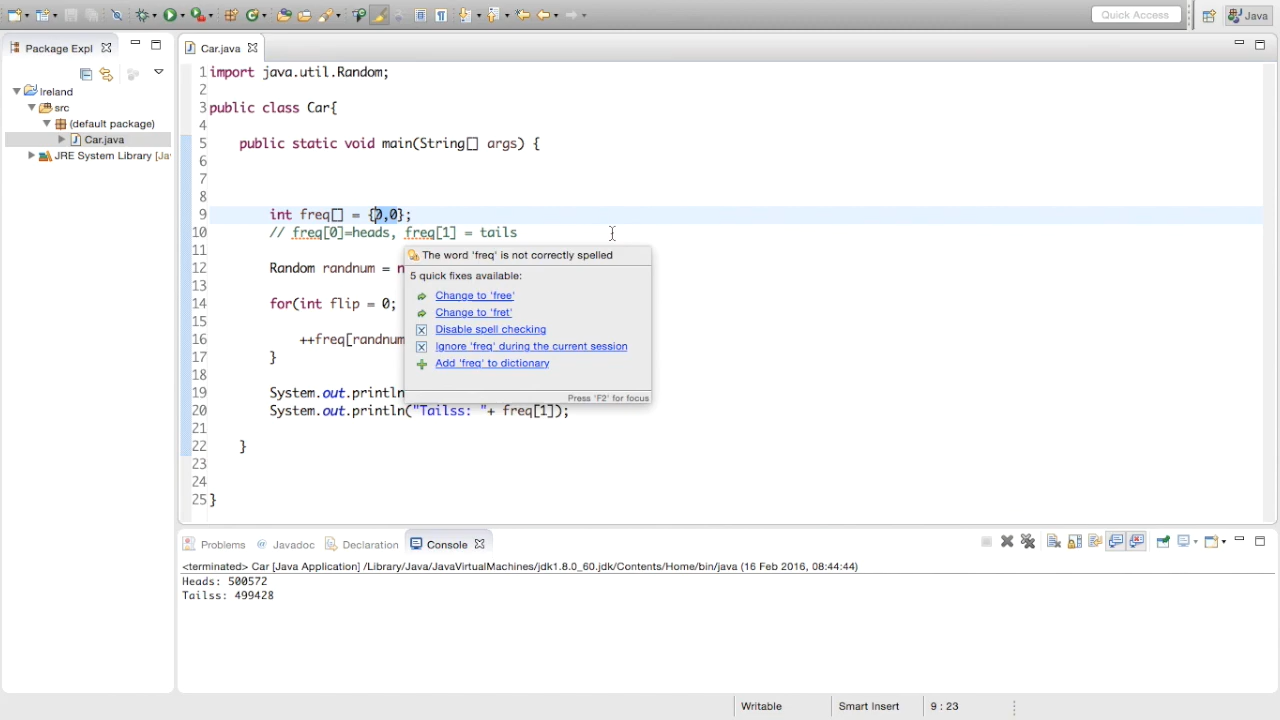 Quick Access
Java
Package Expl
Car.java
Ireland
src
(default package)
Car.java
JRE System Library [Ja
1 import java.util.Random;
2
3 public class Car{
4
5 public static void main(String[] args) {
6
7
8
9 int freq[] = {0,0};
10 // freq[0]=heads, freq[1] = tails
11
12 Random randnum = n
13
14 for(int flip = 0;
15
16 ++freq[randnum
17 }
18
19 System.out.println
20 System.out.println("Tailss: "+ freq[1]);
21
22 }
23
24
25 }
The word 'freq' is not correctly spelled
5 quick fixes available:
Change to 'free'
Change to 'fret'
Disable spell checking
Ignore 'freq' during the current session
Add 'freq' to dictionary
Press 'F2' for focus
Problems @ Javadoc Declaration Console
<terminated> Car [Java Application] /Library/Java/JavaVirtualMachines/jdk1.8.0_60.jdk/Contents/Home/bin/java (16 Feb 2016, 08:44:44)
Heads: 500572
Tailss: 499428
Writable Smart Insert 9 : 23